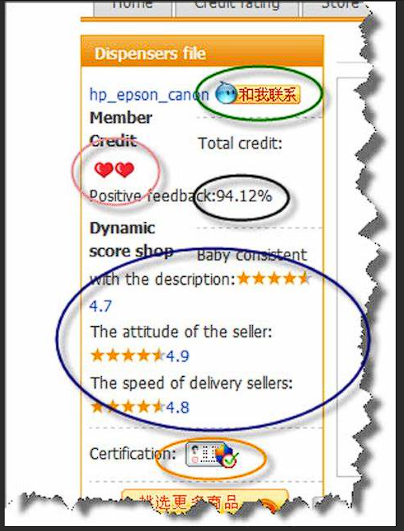 Home Credit rating Store
Dispensers file
hp_epson_canon 和我联系
Member
Credit Total credit:
Positive feedback:94.12%
Dynamic
score shop Baby consistent
with the description:
4.7
The attitude of the seller:
4.9
The speed of delivery sellers:
4.8
Certification:
挑选更多商品